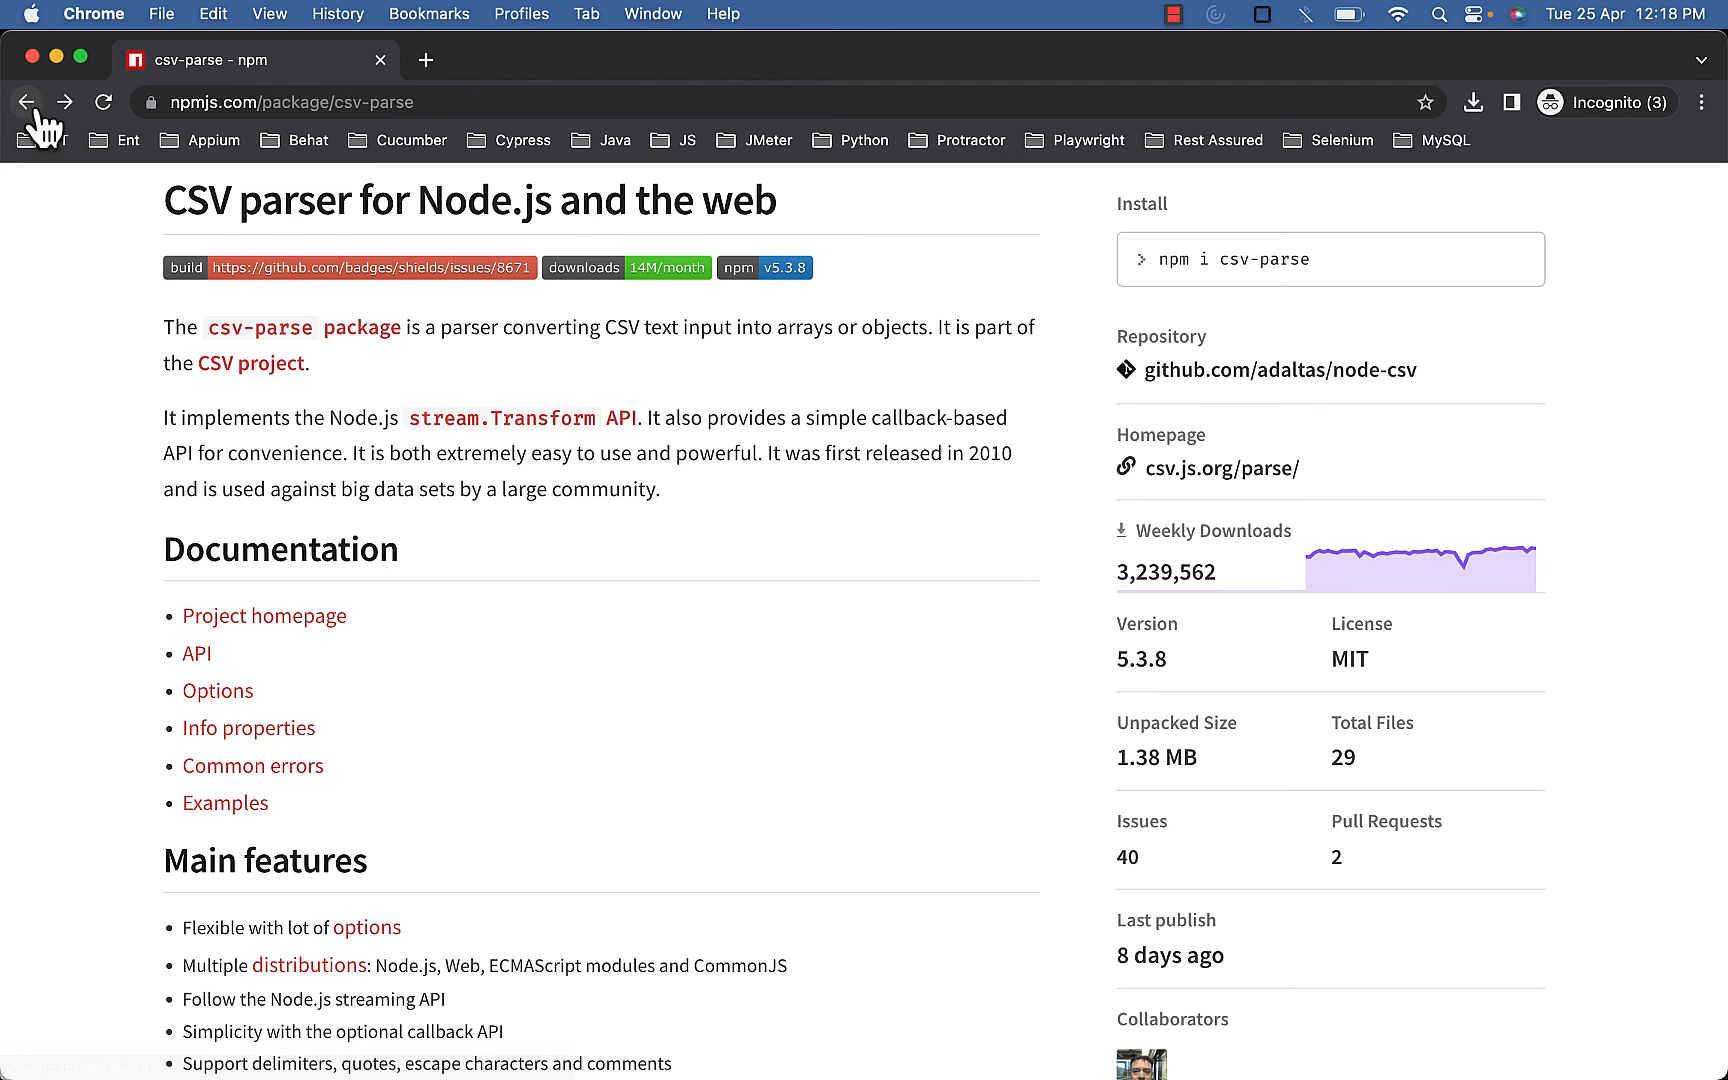 Chrome File Edit View History Bookmarks Profiles Tab Window Help Tue 25 Apr 12:18 PM
csv-parse - npm
npmjs.com/package/csv-parse Incognito (3)
Ent Appium Behat Cucumber Cypress Java JS JMeter Python Protractor Playwright Rest Assured Selenium MySQL
CSV parser for Node.js and the web
build https://github.com/badges/shields/issues/8671 downloads 14M/month npm v5.3.8
The csv-parse package is a parser converting CSV text input into arrays or objects. It is part of
the CSV project.
It implements the Node.js stream.Transform API. It also provides a simple callback-based
API for convenience. It is both extremely easy to use and powerful. It was first released in 2010
and is used against big data sets by a large community.
Documentation
• Project homepage
• API
• Options
• Info properties
• Common errors
• Examples
Main features
• Flexible with lot of options
• Multiple distributions: Node.js, Web, ECMAScript modules and CommonJS
• Follow the Node.js streaming API
• Simplicity with the optional callback API
• Support delimiters, quotes, escape characters and comments
Install
> npm i csv-parse
Repository
github.com/adaltas/node-csv
Homepage
csv.js.org/parse/
Weekly Downloads
3,239,562
Version License
5.3.8 MIT
Unpacked Size Total Files
1.38 MB 29
Issues Pull Requests
40 2
Last publish
8 days ago
Collaborators